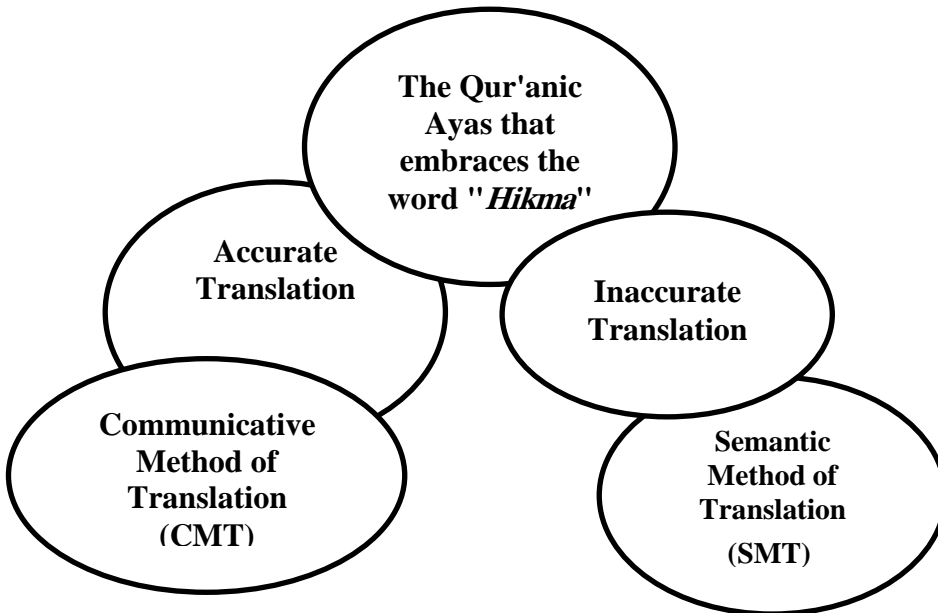 The Qur'anic
Ayas that
embraces the
word "Hikma"
Accurate
Translation
Inaccurate
Translation
Communicative
Method of
Translation
(CMT)
Semantic
Method of
Translation
(SMT)